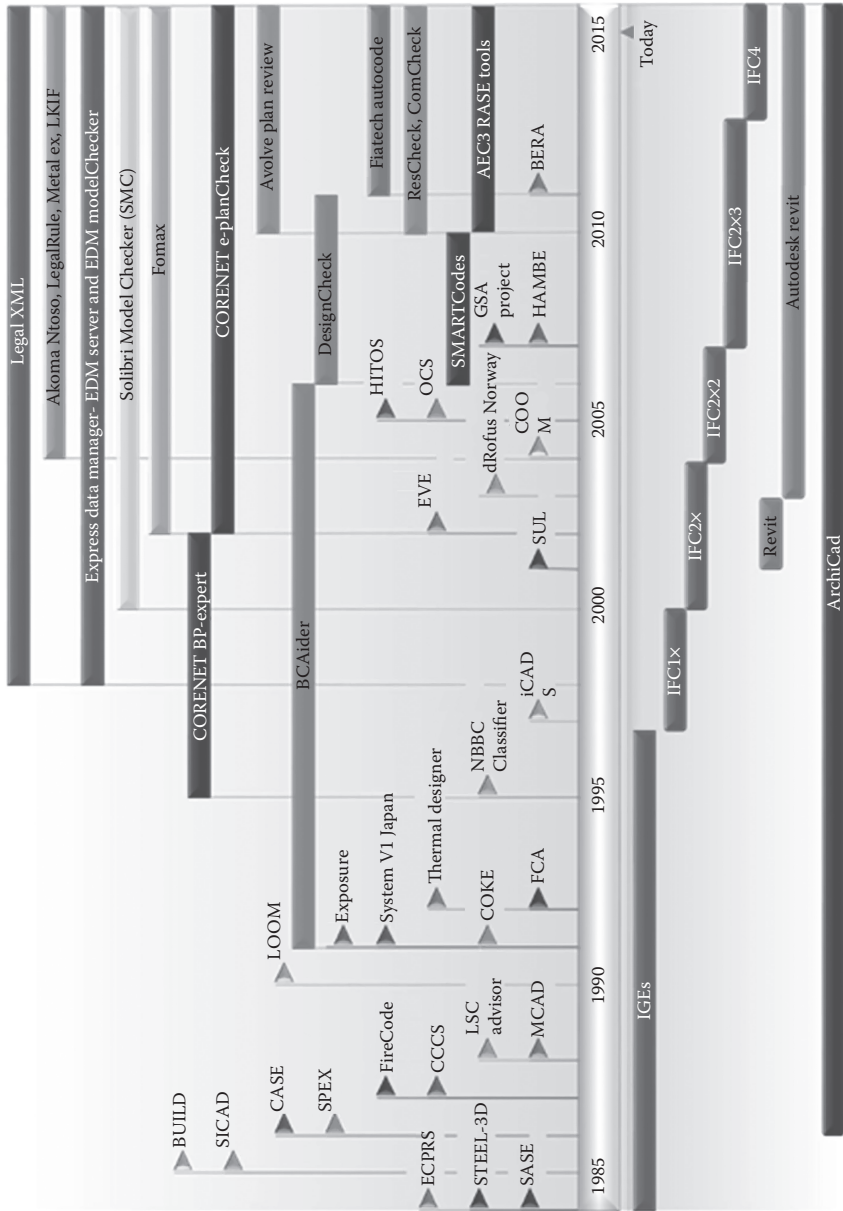 Legal XML
Akoma Ntoso, LegalRule, Metal ex, LKIF
Express data manager- EDM server and EDM modelChecker
Solibri Model Checker (SMC)
Fomax
CORENET BP-expert
CORENET e-planCheck
Avolve plan review
BCAider
DesignCheck
Fiatech autocode
ResCheck, ComCheck
SMARTCodes
AEC3 RASE tools
BUILD
SICAD
CASE
SPEX
LOOM
Exposure
System V1 Japan
FireCode
CCCS
Thermal designer
HITOS
EVE
OCS
ECPRS
STEEL-3D
SASE
LSC
advisor
MCAD
COKE
FCA
NBBC
Classifier
iCAD
S
SUL
dRofus Norway
COO
M
GSA
project
HAMBE
BERA
1985
1990
1995
2000
2005
2010
2015
Today
IGEs
IFC1×
IFC2×
IFC2×2
IFC2×3
IFC4
Revit
Autodesk revit
ArchiCad